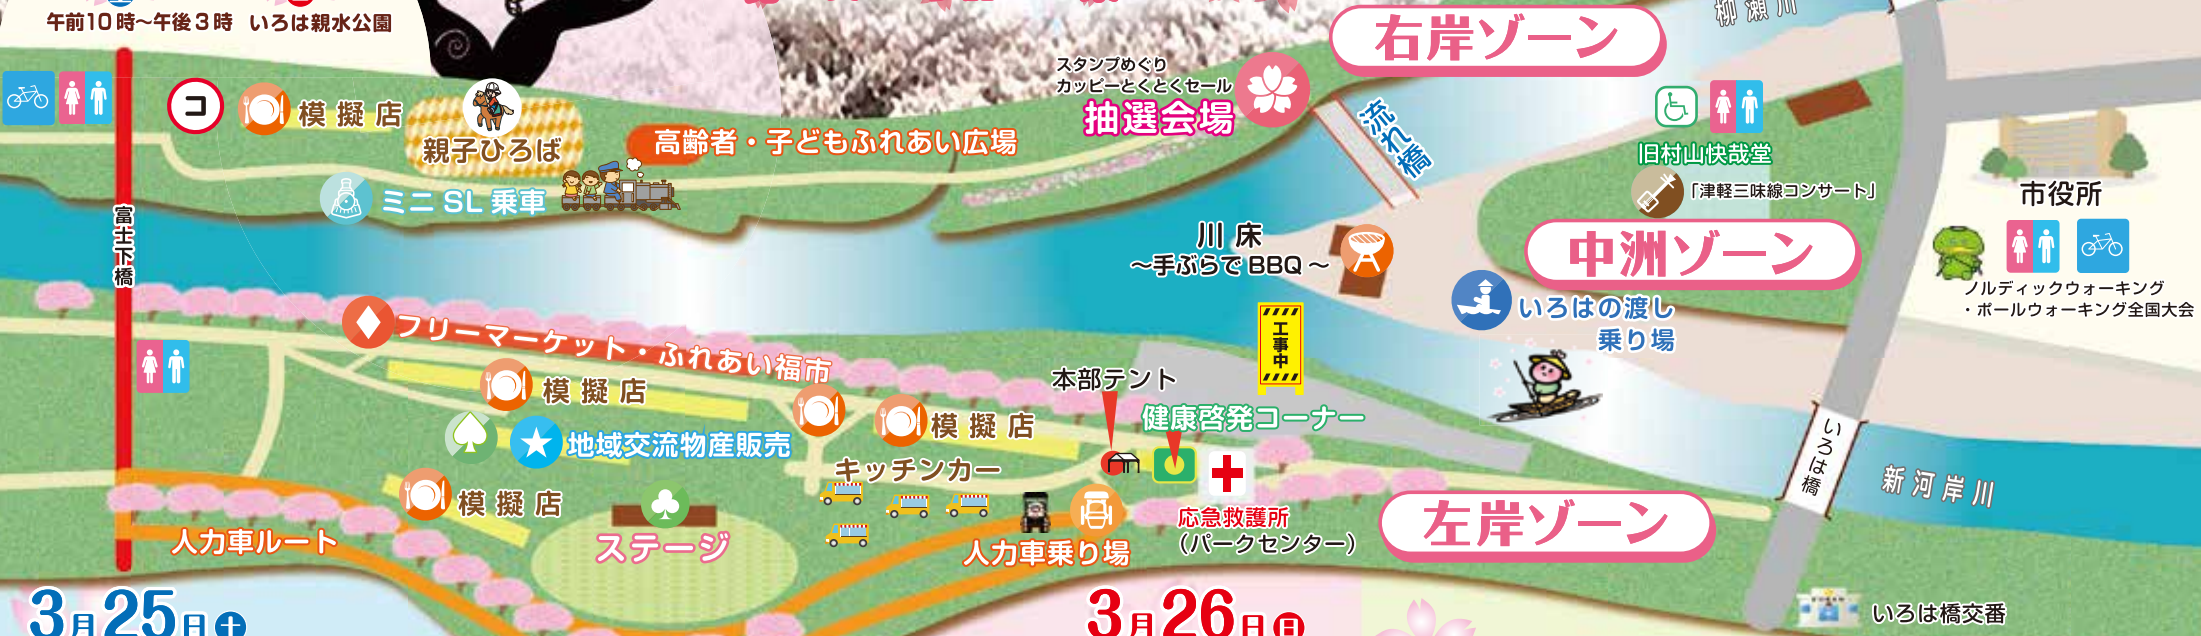 午前10時～午後3時 いろは親水公園
コ
模擬店
親子ひろば
ミニSL乗車
高齢者・子どもふれあい広場
スタンプめぐり
カッピーとくとくセール
抽選会場
右岸ゾーン
柳瀬川
流れ橋
旧村山快哉堂
「津軽三味線コンサート」
市役所
ノルディックウォーキング
・ポールウォーキング全国大会
中洲ゾーン
川床
～手ぶらでBBQ～
いろはの渡し
乗り場
富士下橋
フリーマーケット・ふれあい福市
模擬店
模擬店
地域交流物産販売
模擬店
キッチンカー
本部テント
工事中
健康啓発コーナー
応急救護所
（パークセンター）
左岸ゾーン
いろは橋
新河岸川
人力車ルート
ステージ
人力車乗り場
いろは橋交番
3月25日土
3月26日日